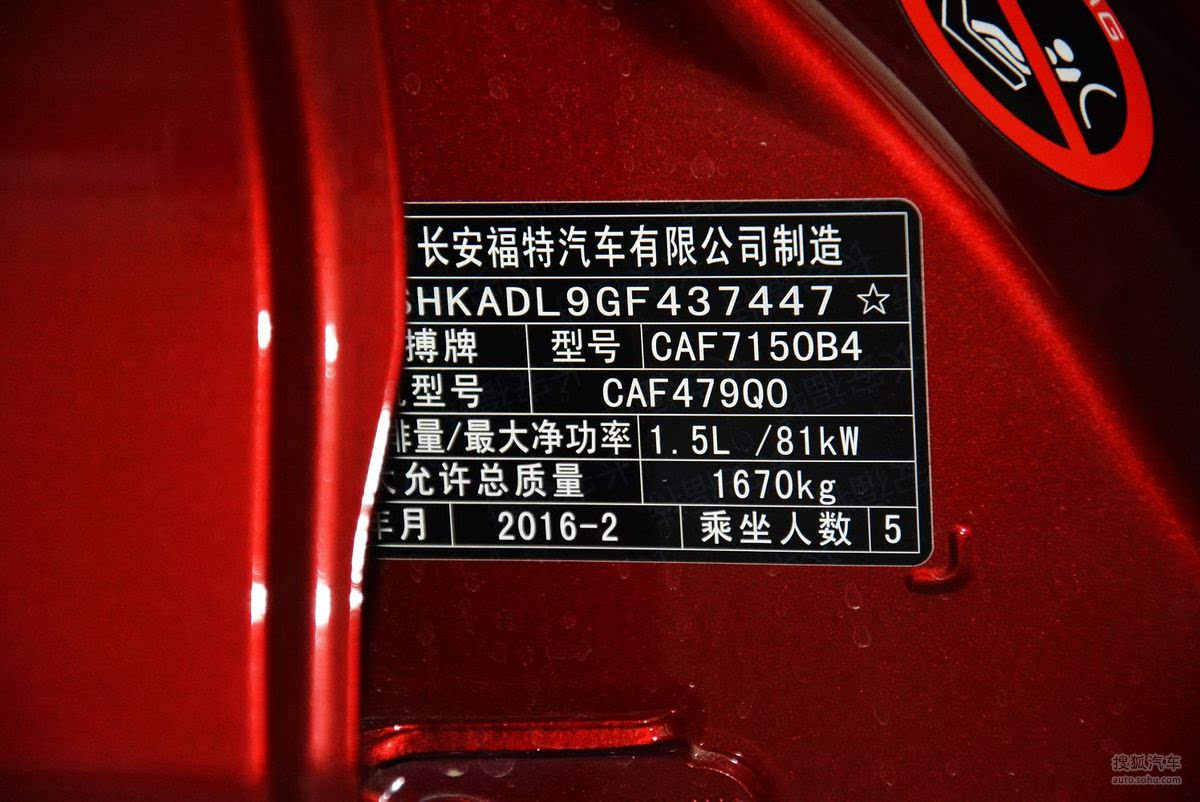 NG
长安福特汽车有限公司制造
SHKADL9GF437447 ☆
搏牌 型号 CAF7150B4
型号 CAF479Q0
排量/最大净功率 1.5L /81kW
大允许总质量 1670kg
年月 2016-2 乘坐人数 5
搜狐汽车
auto.sohu.com